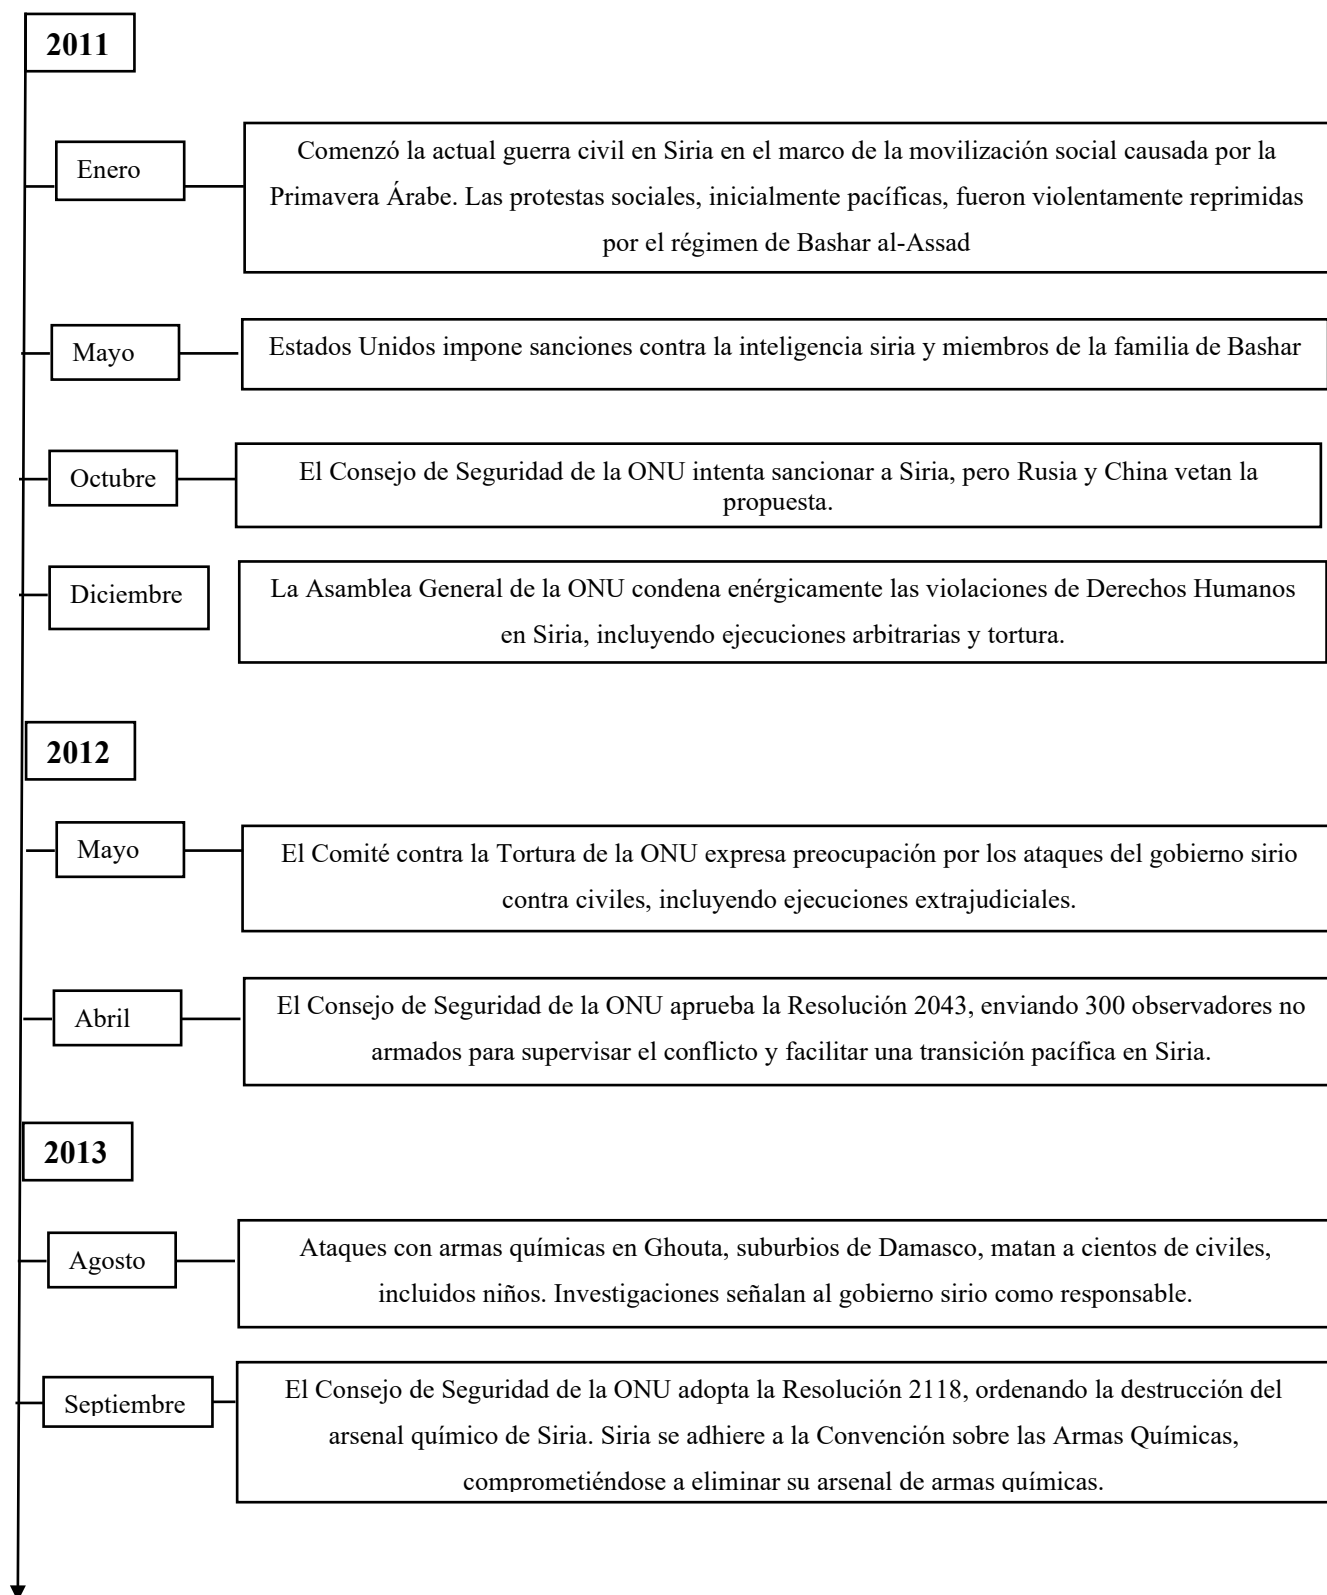 2011
Enero
Comenzó la actual guerra civil en Siria en el marco de la movilización social causada por la
Primavera Árabe. Las protestas sociales, inicialmente pacíficas, fueron violentamente reprimidas
por el régimen de Bashar al-Assad
Mayo
Estados Unidos impone sanciones contra la inteligencia siria y miembros de la familia de Bashar
Octubre
El Consejo de Seguridad de la ONU intenta sancionar a Siria, pero Rusia y China vetan la
propuesta.
Diciembre
La Asamblea General de la ONU condena enérgicamente las violaciones de Derechos Humanos
en Siria, incluyendo ejecuciones arbitrarias y tortura.
2012
Mayo
El Comité contra la Tortura de la ONU expresa preocupación por los ataques del gobierno sirio
contra civiles, incluyendo ejecuciones extrajudiciales.
Abril
El Consejo de Seguridad de la ONU aprueba la Resolución 2043, enviando 300 observadores no
armados para supervisar el conflicto y facilitar una transición pacífica en Siria.
2013
Agosto
Ataques con armas químicas en Ghouta, suburbios de Damasco, matan a cientos de civiles,
incluidos niños. Investigaciones señalan al gobierno sirio como responsable.
Septiembre
El Consejo de Seguridad de la ONU adopta la Resolución 2118, ordenando la destrucción del
arsenal químico de Siria. Siria se adhiere a la Convención sobre las Armas Químicas,
comprometiéndose a eliminar su arsenal de armas químicas.